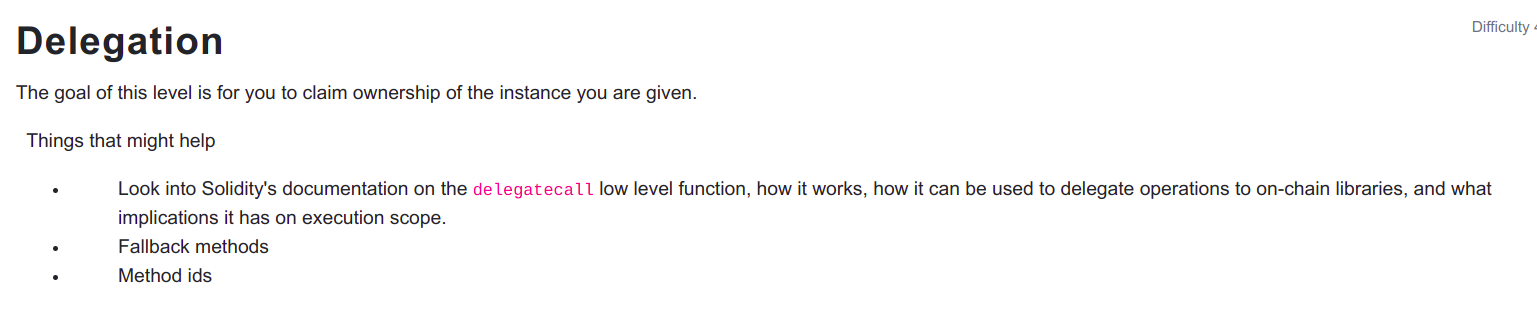 Delegation
Difficulty
The goal of this level is for you to claim ownership of the instance you are given.
Things that might help
• Look into Solidity's documentation on the delegatecall low level function, how it works, how it can be used to delegate operations to on-chain libraries, and what
implications it has on execution scope.
• Fallback methods
• Method ids